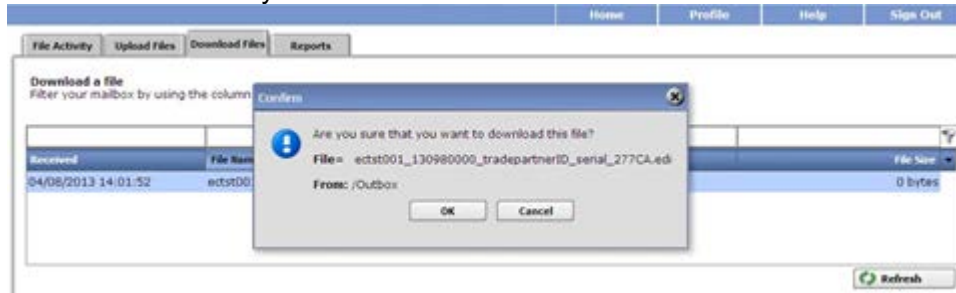 Home Profile Help Sign Out
File Activity Upload Files Download Files Reports
Download a file
Filter your mailbox by using the column
Confirm
Are you sure that you want to download this file?
File= ectst001_130980000_tradepartnerID_serial_277CA.edi
From: /Outbox
OK Cancel
Received File Name File Size
04/08/2013 14:01:52 ectst00 0 bytes
Refresh